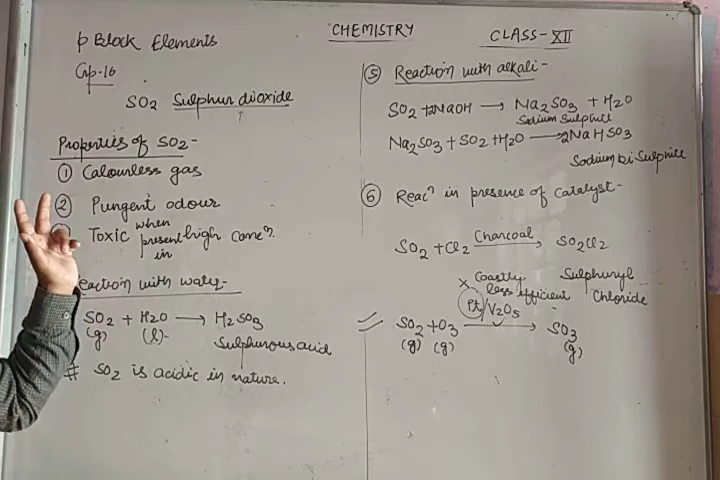 CHEMISTRY
CLASS-XII
p Block Elements
Grp-16
SO2 Sulphur dioxide
Properties of SO2-
① Colourless gas
② Pungent odour
Toxic when present in high concn.
Reaction with water-
SO2 + H2O → H2SO3
(g) (l)-
Sulphurous acid
# SO2 is acidic in nature.
⑤ Reaction with alkali-
SO2 + 2NaOH → Na2SO3 + H2O
Sodium Sulphite
Na2SO3 + SO2 + H2O → 2NaHSO3
Sodium bi Sulphite
⑥ Reacn in presence of Catalyst-
SO2 + Cl2 Charcoal → SO2Cl2
Sulphuryl Chloride
x Coastly less efficient
Pt/V2O5
SO2 + O3 → SO3
(g) (g) (g)